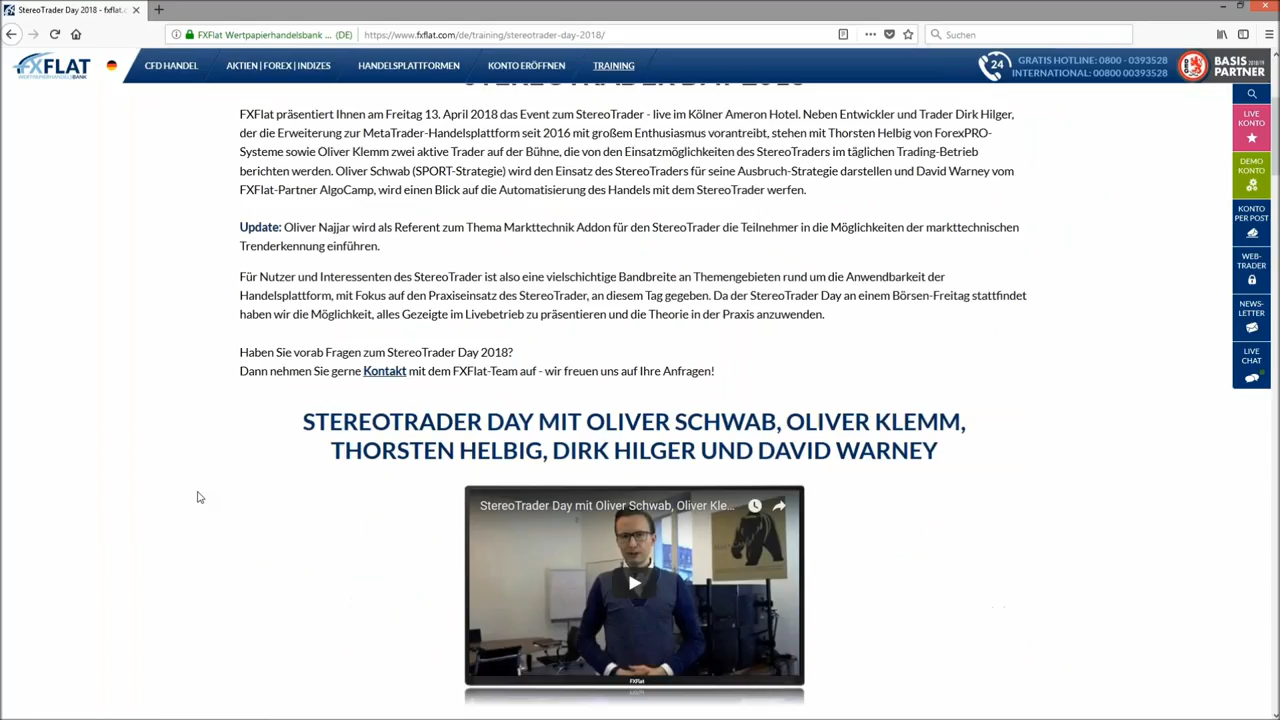 StereoTrader Day 2018 - fxflat.c
FXFlat Wertpapierhandelsbank ... (DE)
https://www.fxflat.com/de/training/stereotrader-day-2018/
Suchen
FXFLAT
WERTPAPIERHANDELSBANK
CFD HANDEL
AKTIEN | FOREX | INDIZES
HANDELSPLATTFORMEN
KONTO ERÖFFNEN
TRAINING
24
GRATIS HOTLINE: 0800 - 0393528
INTERNATIONAL: 00800 00393528
BASIS 2018/19
PARTNER
STEREOTRADER DAY 2018
FXFlat präsentiert Ihnen am Freitag 13. April 2018 das Event zum StereoTrader - live im Kölner Ameron Hotel. Neben Entwickler und Trader Dirk Hilger,
der die Erweiterung zur MetaTrader-Handelsplattform seit 2016 mit großem Enthusiasmus vorantreibt, stehen mit Thorsten Helbig von ForexPRO-
Systeme sowie Oliver Klemm zwei aktive Trader auf der Bühne, die von den Einsatzmöglichkeiten des StereoTraders im täglichen Trading-Betrieb
berichten werden. Oliver Schwab (SPORT-Strategie) wird den Einsatz des StereoTraders für seine Ausbruch-Strategie darstellen und David Warney vom
FXFlat-Partner AlgoCamp, wird einen Blick auf die Automatisierung des Handels mit dem StereoTrader werfen.
Update: Oliver Najjar wird als Referent zum Thema Markttechnik Addon für den StereoTrader die Teilnehmer in die Möglichkeiten der markttechnischen
Trenderkennung einführen.
Für Nutzer und Interessenten des StereoTrader ist also eine vielschichtige Bandbreite an Themengebieten rund um die Anwendbarkeit der
Handelsplattform, mit Fokus auf den Praxiseinsatz des StereoTrader, an diesem Tag gegeben. Da der StereoTrader Day an einem Börsen-Freitag stattfindet
haben wir die Möglichkeit, alles Gezeigte im Livebetrieb zu präsentieren und die Theorie in der Praxis anzuwenden.
Haben Sie vorab Fragen zum StereoTrader Day 2018?
Dann nehmen Sie gerne Kontakt mit dem FXFlat-Team auf - wir freuen uns auf Ihre Anfragen!
STEREOTRADER DAY MIT OLIVER SCHWAB, OLIVER KLEMM,
THORSTEN HELBIG, DIRK HILGER UND DAVID WARNEY
StereoTrader Day mit Oliver Schwab, Oliver Kle...
FXFlat
LIVE
KONTO
DEMO
KONTO
KONTO
PER POST
WEB-
TRADER
NEWS-
LETTER
LIVE
CHAT